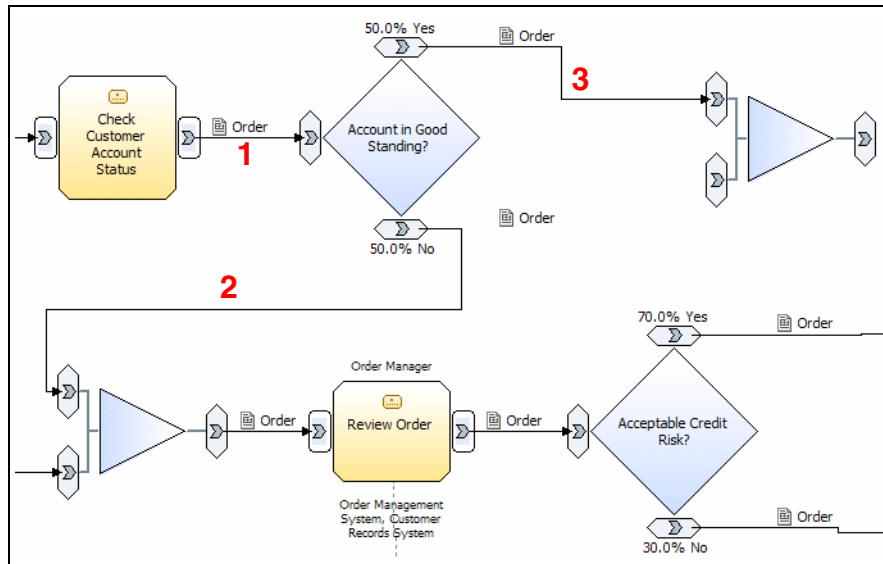 50.0% Yes
Order
3
Check
Customer
Account
Status
Order
1
Account in Good
Standing?
Order
50.0% No
2
70.0% Yes
Order
Order Manager
Order
Review Order
Order
Acceptable Credit
Risk?
Order Management
System, Customer
Records System
Order
30.0% No